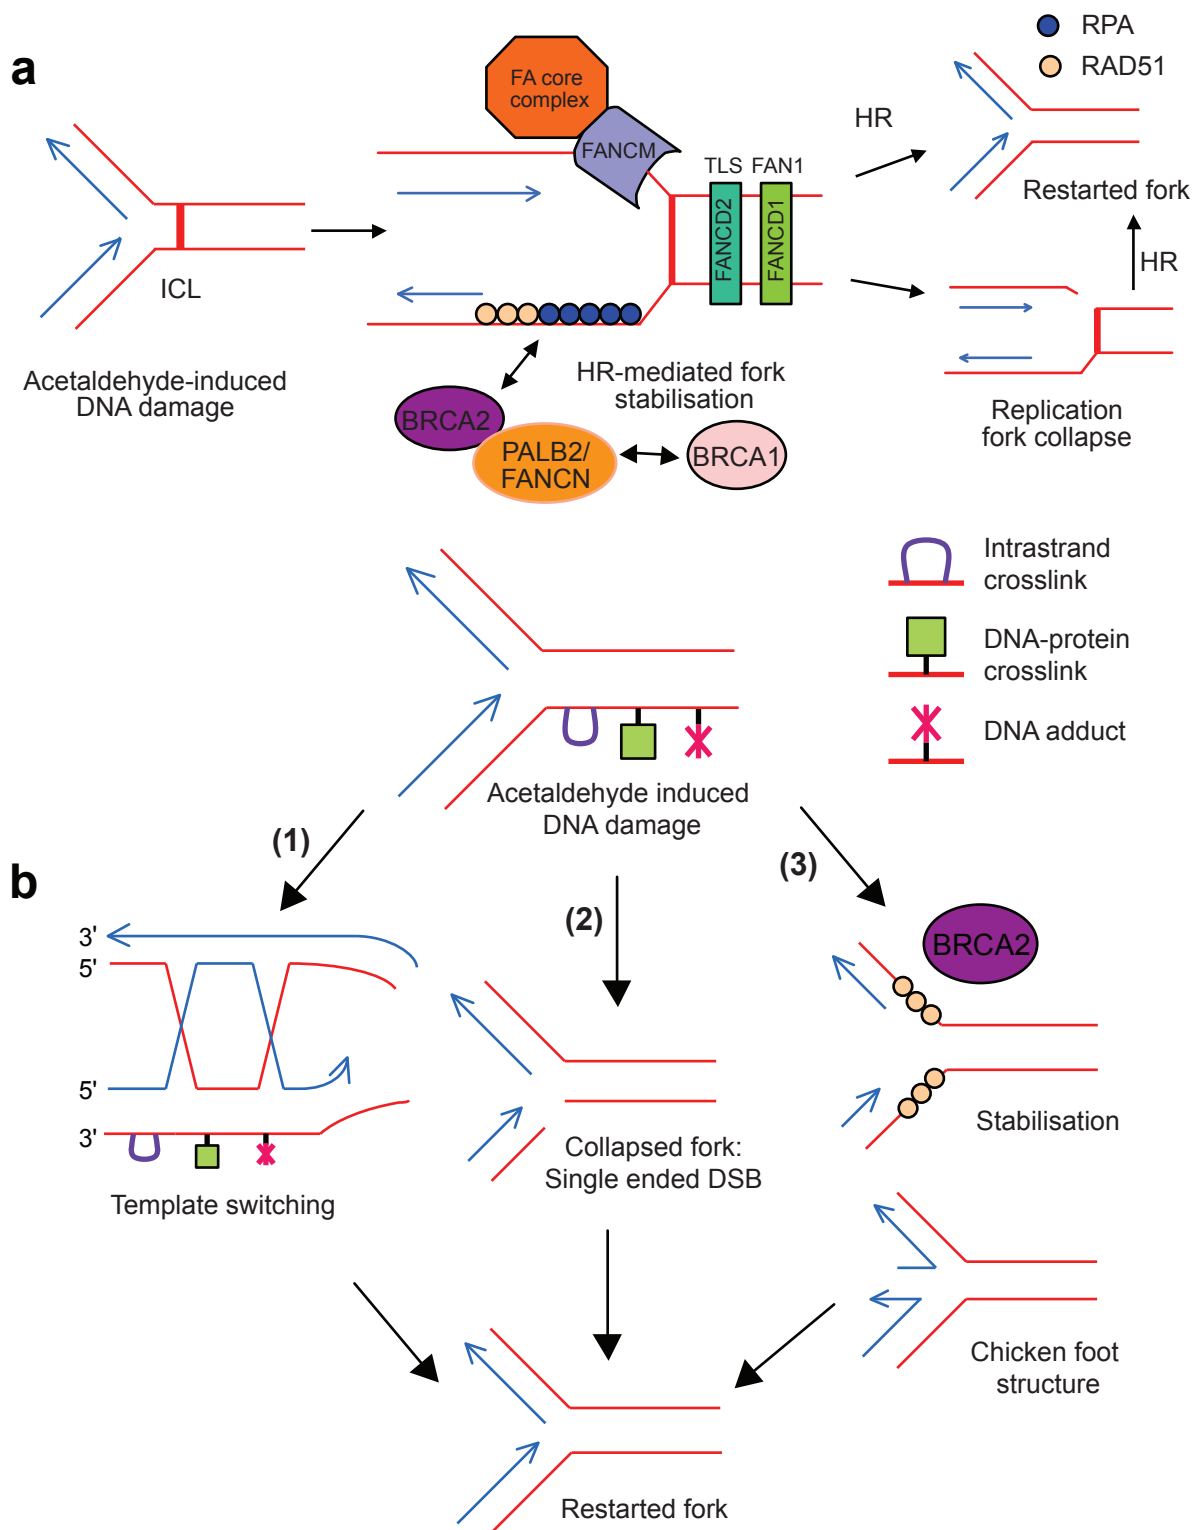 a
RPA
RAD51
FA core
complex
FANCM
TLS
FAN1
FANCD2
FANCD1
HR
Restarted fork
HR
ICL
Acetaldehyde-induced
DNA damage
HR-mediated fork
stabilisation
BRCA2
PALB2/
FANCN
BRCA1
Replication
fork collapse
Intrastrand
crosslink
DNA-protein
crosslink
DNA adduct
Acetaldehyde induced
DNA damage
(1)
(2)
(3)
b
3'
5'
5'
3'
Template switching
Collapsed fork:
Single ended DSB
BRCA2
Stabilisation
Chicken foot
structure
Restarted fork